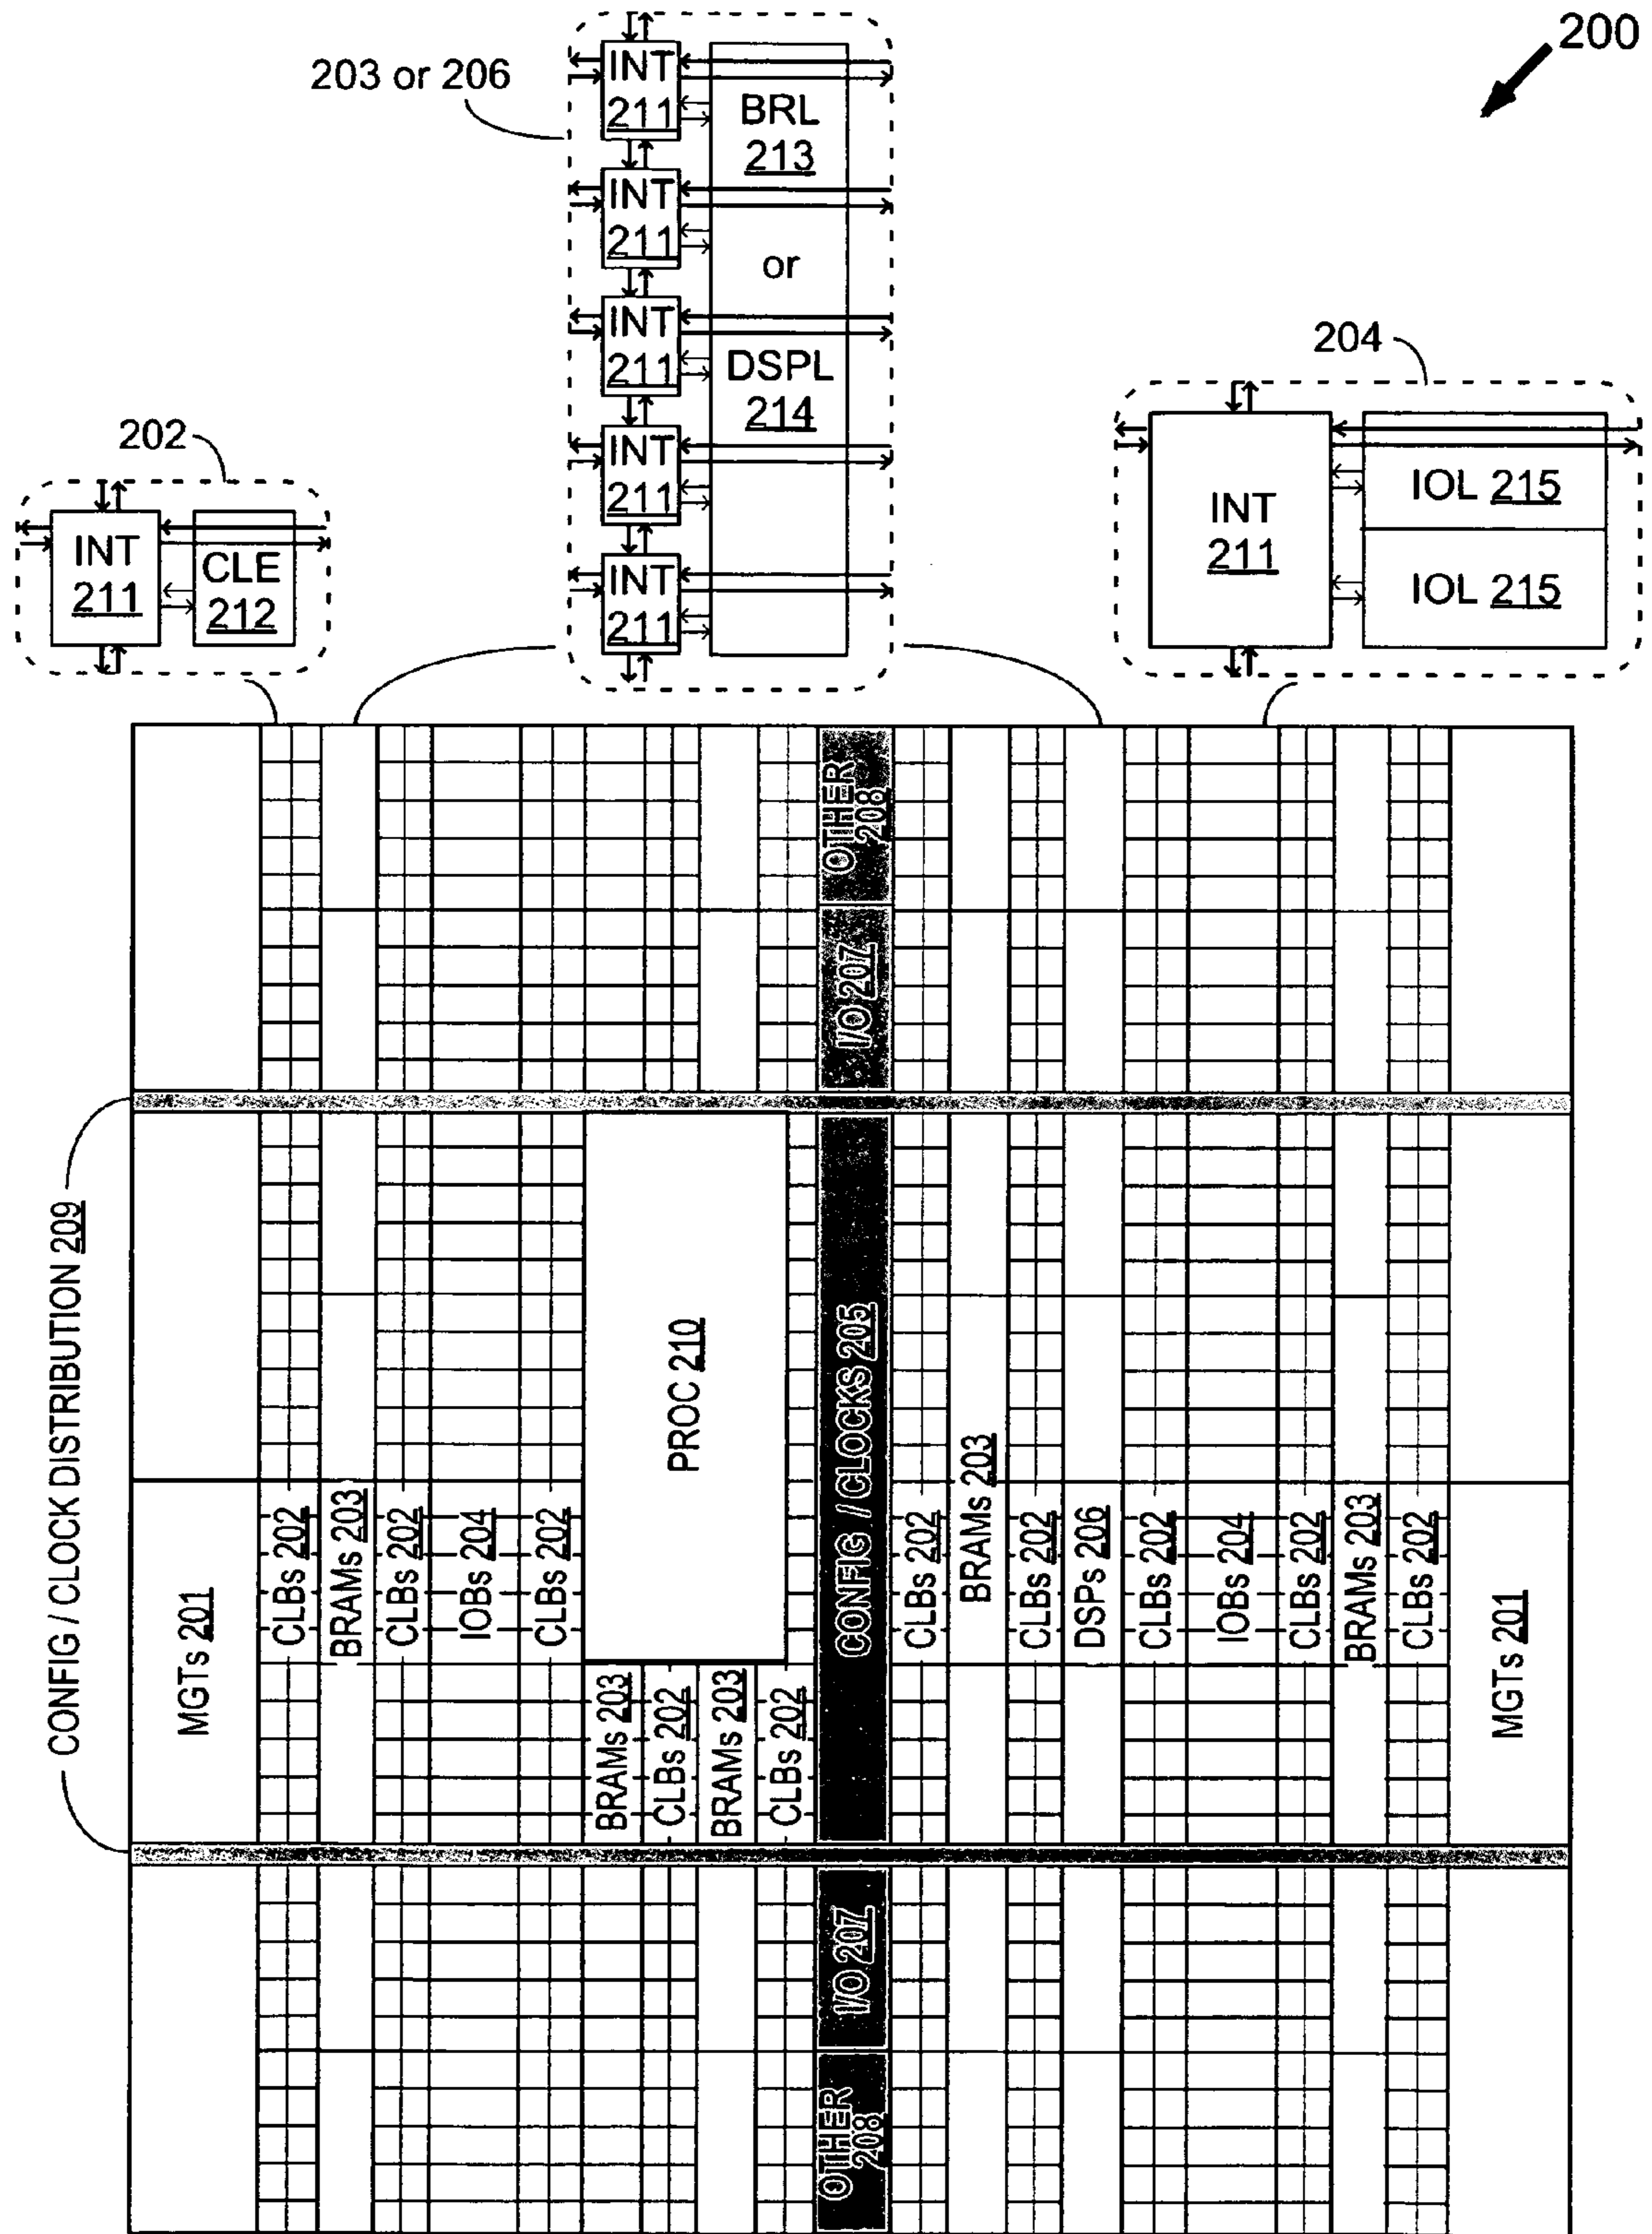 200
203 or 206
INT
211
INT
211
INT
211
INT
211
INT
211
BRL
213
or
DSPL
214
204
INT
211
IOL 215
IOL 215
202
INT
211
CLE
212
OTHER
208
I/O 207
CONFIG / CLOCK DISTRIBUTION 209
MGTs 201
CLBs 202
BRAMs 203
CLBs 202
IOBs 204
CLBs 202
PROC 210
BRAMs 203
CLBs 202
BRAMs 203
CLBs 202
CONFIG / CLOCKS 205
CLBs 202
BRAMs 203
CLBs 202
DSPs 206
CLBs 202
IOBs 204
CLBs 202
BRAMs 203
CLBs 202
MGTs 201
I/O 207
OTHER
208